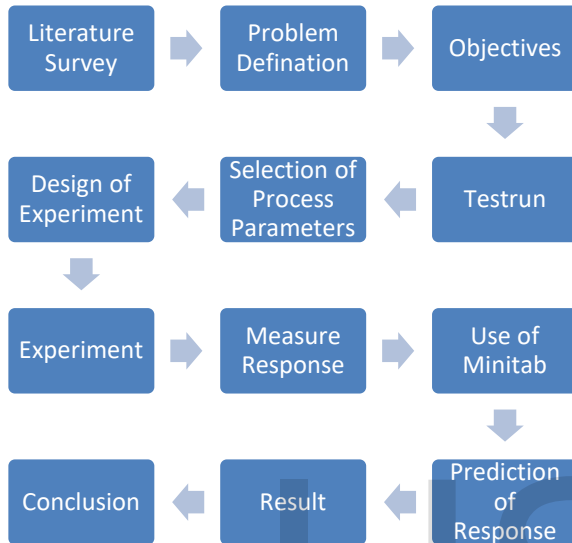 Literature
Survey
Problem
Defination
Objectives
Testrun
Selection of
Process
Parameters
Design of
Experiment
Experiment
Measure
Response
Use of
Minitab
Prediction
of
Response
Result
Conclusion